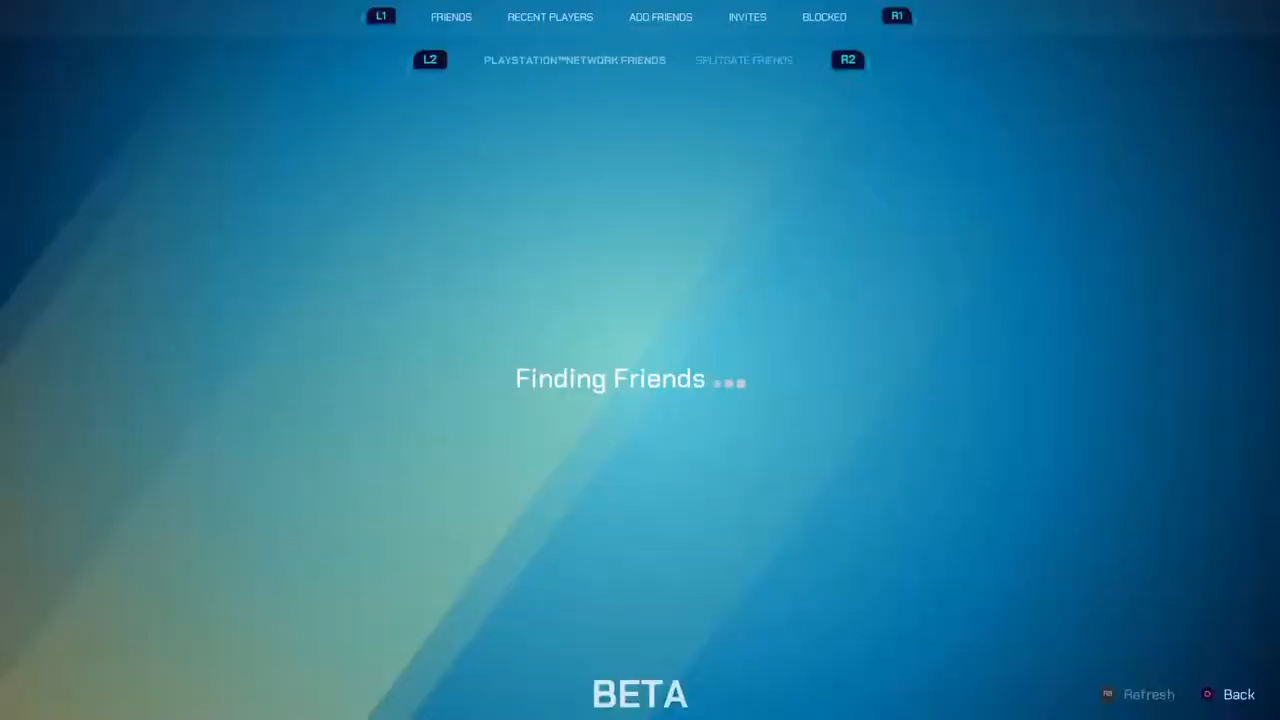 L1 FRIENDS RECENT PLAYERS ADD FRIENDS INVITES BLOCKED R1
L2 PLAYSTATION™NETWORK FRIENDS SPLITGATE FRIENDS R2
Finding Friends ...
BETA
Refresh Back